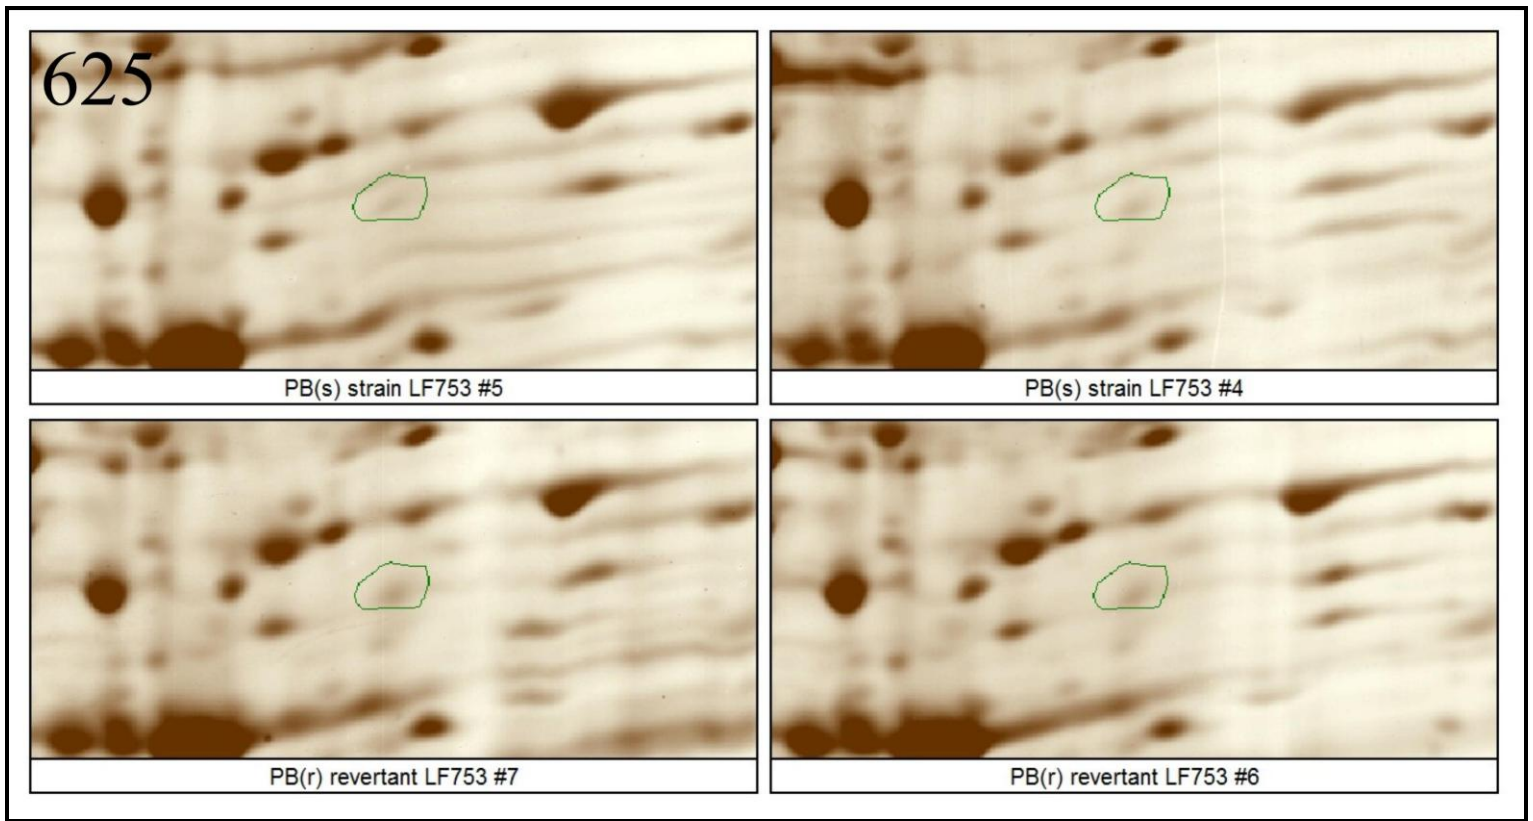 625
PB(s) strain LF753 #5
PB(s) strain LF753 #4
PB(r) revertant LF753 #7
PB(r) revertant LF753 #6